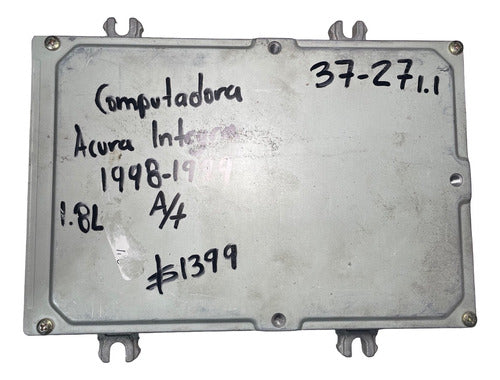 Computadora
37-27 1.1
Acura Integra
1998-1999
1.8L A/t
$1399